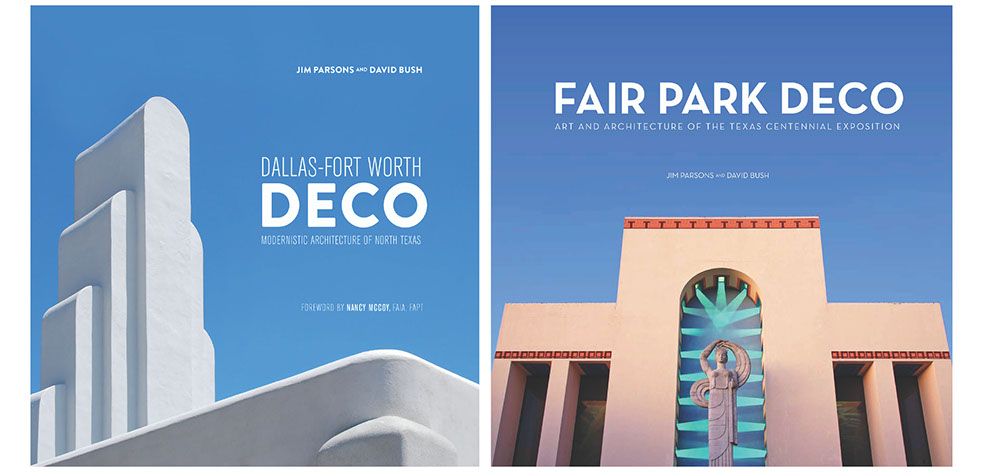 JIM PARSONS AND DAVID BUSH
DALLAS-FORT WORTH
DECO
MODERNISTIC ARCHITECTURE OF NORTH TEXAS
FOREWORD BY NANCY MCCOY, FAIA, FAPT
FAIR PARK DECO
ART AND ARCHITECTURE OF THE TEXAS CENTENNIAL EXPOSITION
JIM PARSONS AND DAVID BUSH